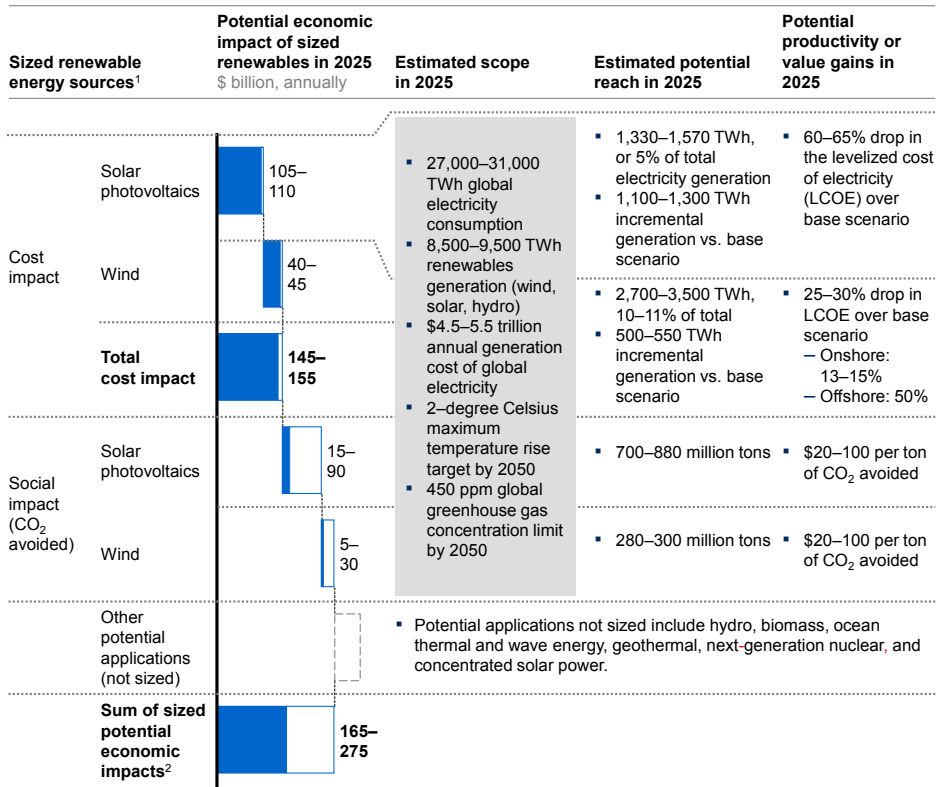 Sized renewable
energy sources1
Potential economic
impact of sized
renewables in 2025
$ billion, annually
Estimated scope
in 2025
Estimated potential
reach in 2025
Potential
productivity or
value gains in
2025
Cost
impact
Solar
photovoltaics
105–
110
Wind
40–
45
Total
cost impact
145–
155
Social
impact
(CO2
avoided)
Solar
photovoltaics
15–
90
Wind
5–
30
Other
potential
applications
(not sized)
Sum of sized
potential
economic
impacts2
165–
275
▪ 27,000–31,000
TWh global
electricity
consumption
▪ 8,500–9,500 TWh
renewables
generation (wind,
solar, hydro)
▪ $4.5–5.5 trillion
annual generation
cost of global
electricity
▪ 2–degree Celsius
maximum
temperature rise
target by 2050
▪ 450 ppm global
greenhouse gas
concentration limit
by 2050
▪ 1,330–1,570 TWh,
or 5% of total
electricity generation
▪ 1,100–1,300 TWh
incremental
generation vs. base
scenario
▪ 60–65% drop in
the levelized cost
of electricity
(LCOE) over
base scenario
▪ 2,700–3,500 TWh,
10–11% of total
▪ 500–550 TWh
incremental
generation vs. base
scenario
▪ 25–30% drop in
LCOE over base
scenario
– Onshore:
13–15%
– Offshore: 50%
▪ 700–880 million tons
▪ $20–100 per ton
of CO2 avoided
▪ 280–300 million tons
▪ $20–100 per ton
of CO2 avoided
▪ Potential applications not sized include hydro, biomass, ocean
thermal and wave energy, geothermal, next-generation nuclear, and
concentrated solar power.